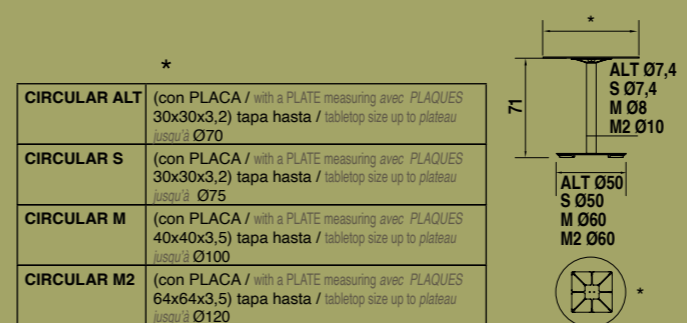 *
CIRCULAR ALT (con PLACA / with a PLATE measuring avec PLAQUES
30x30x3,2) tapa hasta / tabletop size up to plateau
jusqu'à Ø70
CIRCULAR S (con PLACA / with a PLATE measuring avec PLAQUES
30x30x3,2) tapa hasta / tabletop size up to plateau
jusqu'à Ø75
CIRCULAR M (con PLACA / with a PLATE measuring avec PLAQUES
40x40x3,5) tapa hasta / tabletop size up to plateau
jusqu'à Ø100
CIRCULAR M2 (con PLACA / with a PLATE measuring avec PLAQUES
64x64x3,5) tapa hasta / tabletop size up to plateau
jusqu'à Ø120
*
71
ALT Ø7,4
S Ø7,4
M Ø8
M2 Ø10
ALT Ø50
S Ø50
M Ø60
M2 Ø60
*